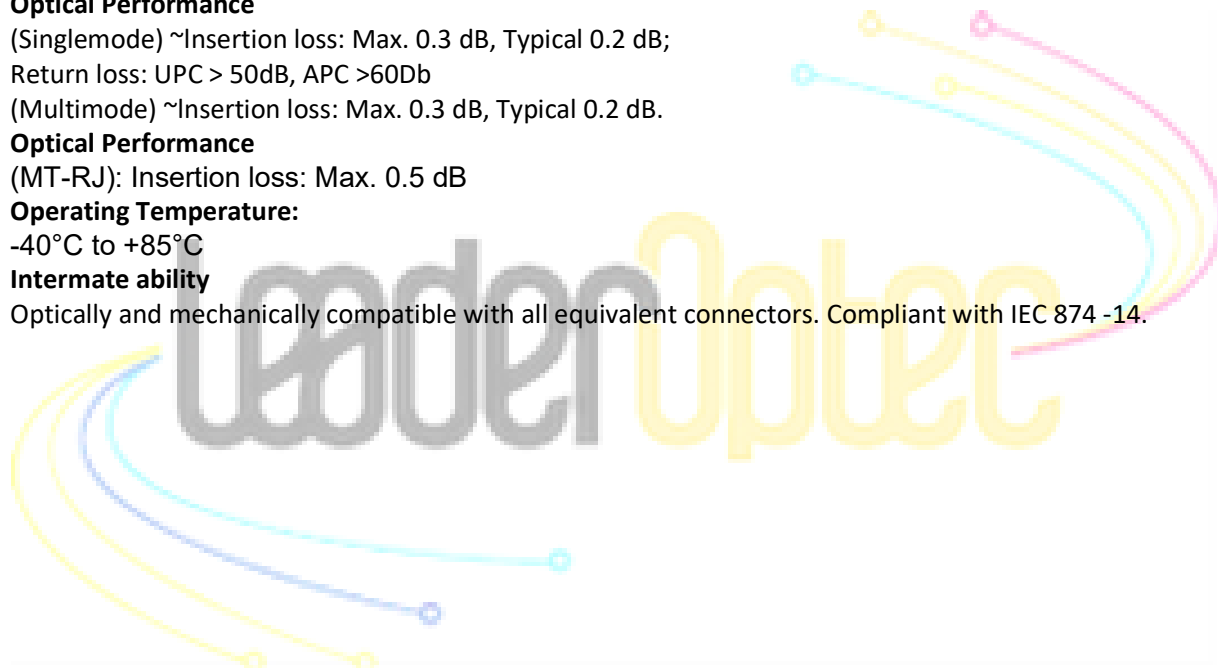 Optical Performance
(Singlemode) ~Insertion loss: Max. 0.3 dB, Typical 0.2 dB;
Return loss: UPC > 50dB, APC >60Db
(Multimode) ~Insertion loss: Max. 0.3 dB, Typical 0.2 dB.
Optical Performance
(MT-RJ): Insertion loss: Max. 0.5 dB
Operating Temperature:
-40°C to +85°C
Intermate ability
Optically and mechanically compatible with all equivalent connectors. Compliant with IEC 874 -14.
LeaderOptec